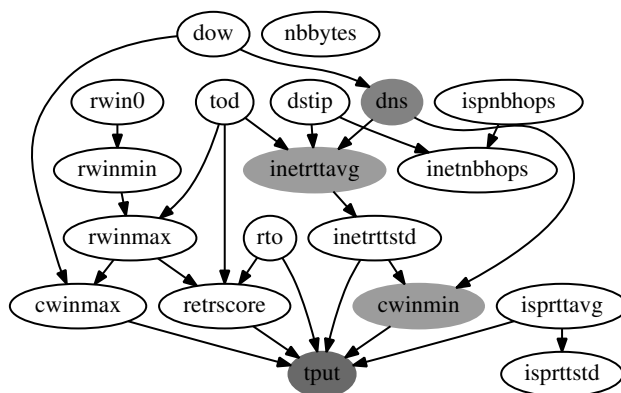 dow nbbytes
rwin0 tod dstip dns ispnbhops
rwinmin inetrttavg inetnbhops
rwinmax rto inetrttstd
cwinmax retrscore cwinmin isprttavg
tput isprttstd